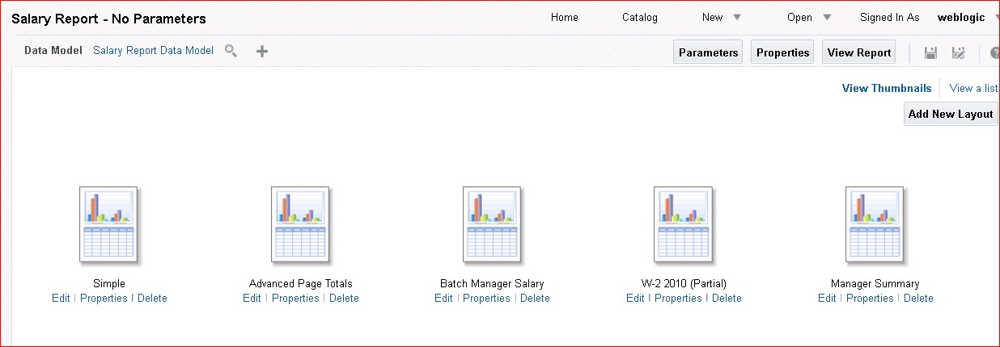 Salary Report - No Parameters Home Catalog New Open Signed In As weblogic
Data Model Salary Report Data Model Parameters Properties View Report
View Thumbnails View a list
Add New Layout
Simple Advanced Page Totals Batch Manager Salary W-2 2010 (Partial) Manager Summary
Edit | Properties | Delete Edit | Properties | Delete Edit | Properties | Delete Edit | Properties | Delete Edit | Properties | Delete